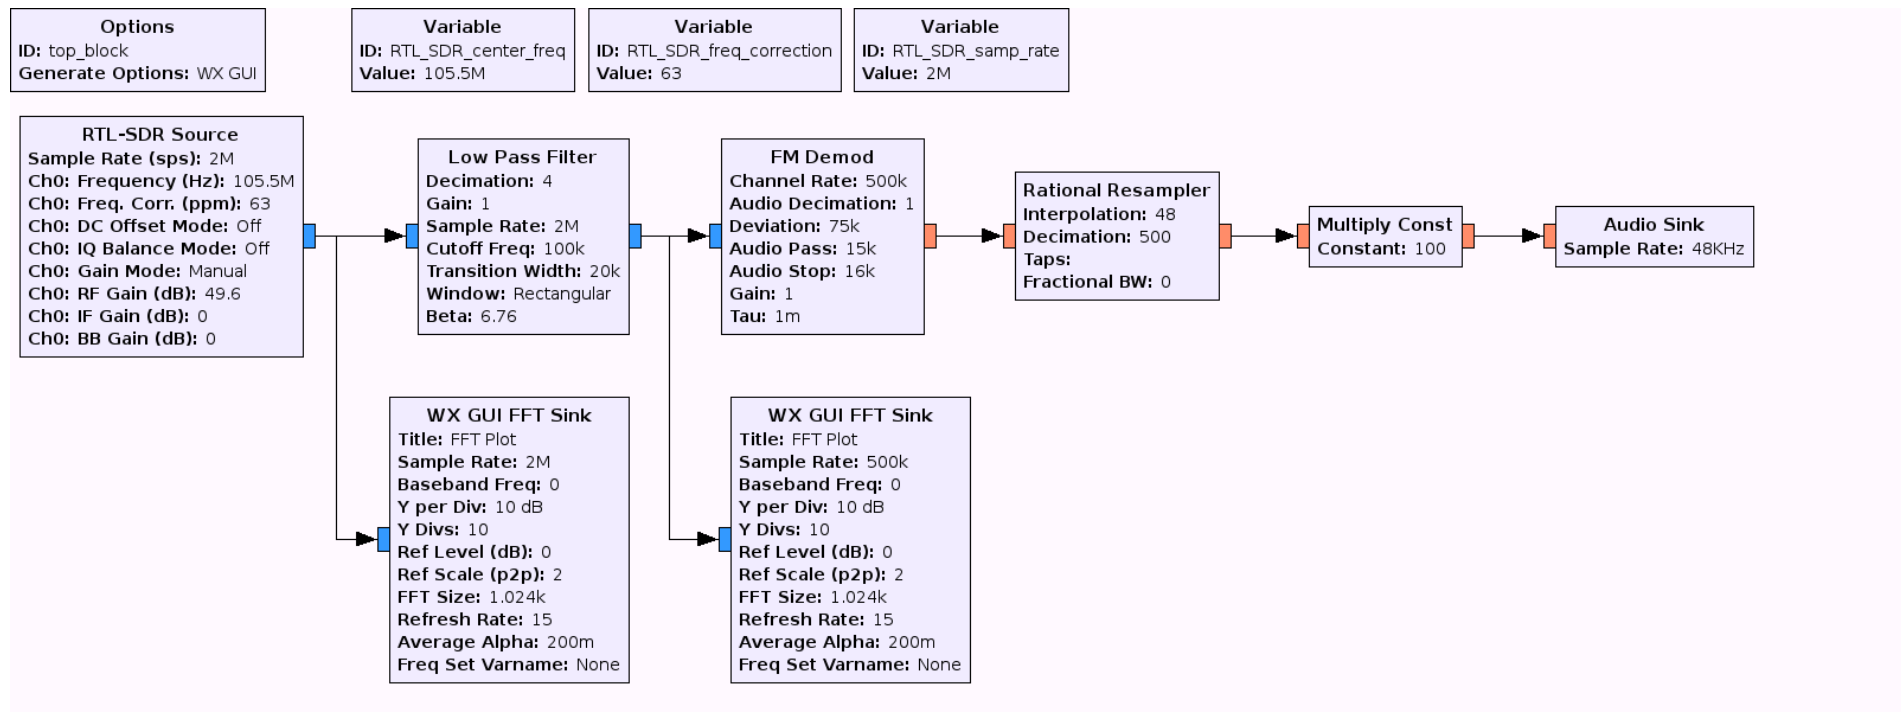 Options
ID: top_block
Generate Options: WX GUI
Variable
ID: RTL_SDR_center_freq
Value: 105.5M
Variable
ID: RTL_SDR_freq_correction
Value: 63
Variable
ID: RTL_SDR_samp_rate
Value: 2M
RTL-SDR Source
Sample Rate (sps): 2M
Ch0: Frequency (Hz): 105.5M
Ch0: Freq. Corr. (ppm): 63
Ch0: DC Offset Mode: Off
Ch0: IQ Balance Mode: Off
Ch0: Gain Mode: Manual
Ch0: RF Gain (dB): 49.6
Ch0: IF Gain (dB): 0
Ch0: BB Gain (dB): 0
Low Pass Filter
Decimation: 4
Gain: 1
Sample Rate: 2M
Cutoff Freq: 100k
Transition Width: 20k
Window: Rectangular
Beta: 6.76
FM Demod
Channel Rate: 500k
Audio Decimation: 1
Deviation: 75k
Audio Pass: 15k
Audio Stop: 16k
Gain: 1
Tau: 1m
Rational Resampler
Interpolation: 48
Decimation: 500
Taps:
Fractional BW: 0
Multiply Const
Constant: 100
Audio Sink
Sample Rate: 48KHz
WX GUI FFT Sink
Title: FFT Plot
Sample Rate: 2M
Baseband Freq: 0
Y per Div: 10 dB
Y Divs: 10
Ref Level (dB): 0
Ref Scale (p2p): 2
FFT Size: 1.024k
Refresh Rate: 15
Average Alpha: 200m
Freq Set Varname: None
WX GUI FFT Sink
Title: FFT Plot
Sample Rate: 500k
Baseband Freq: 0
Y per Div: 10 dB
Y Divs: 10
Ref Level (dB): 0
Ref Scale (p2p): 2
FFT Size: 1.024k
Refresh Rate: 15
Average Alpha: 200m
Freq Set Varname: None